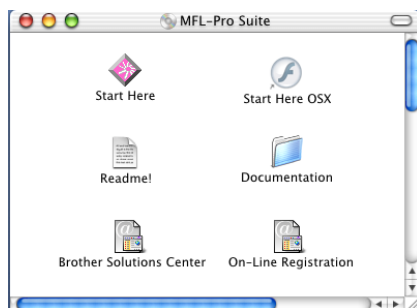 MFL-Pro Suite
Start Here
Start Here OSX
Readme!
Documentation
Brother Solutions Center
On-Line Registration